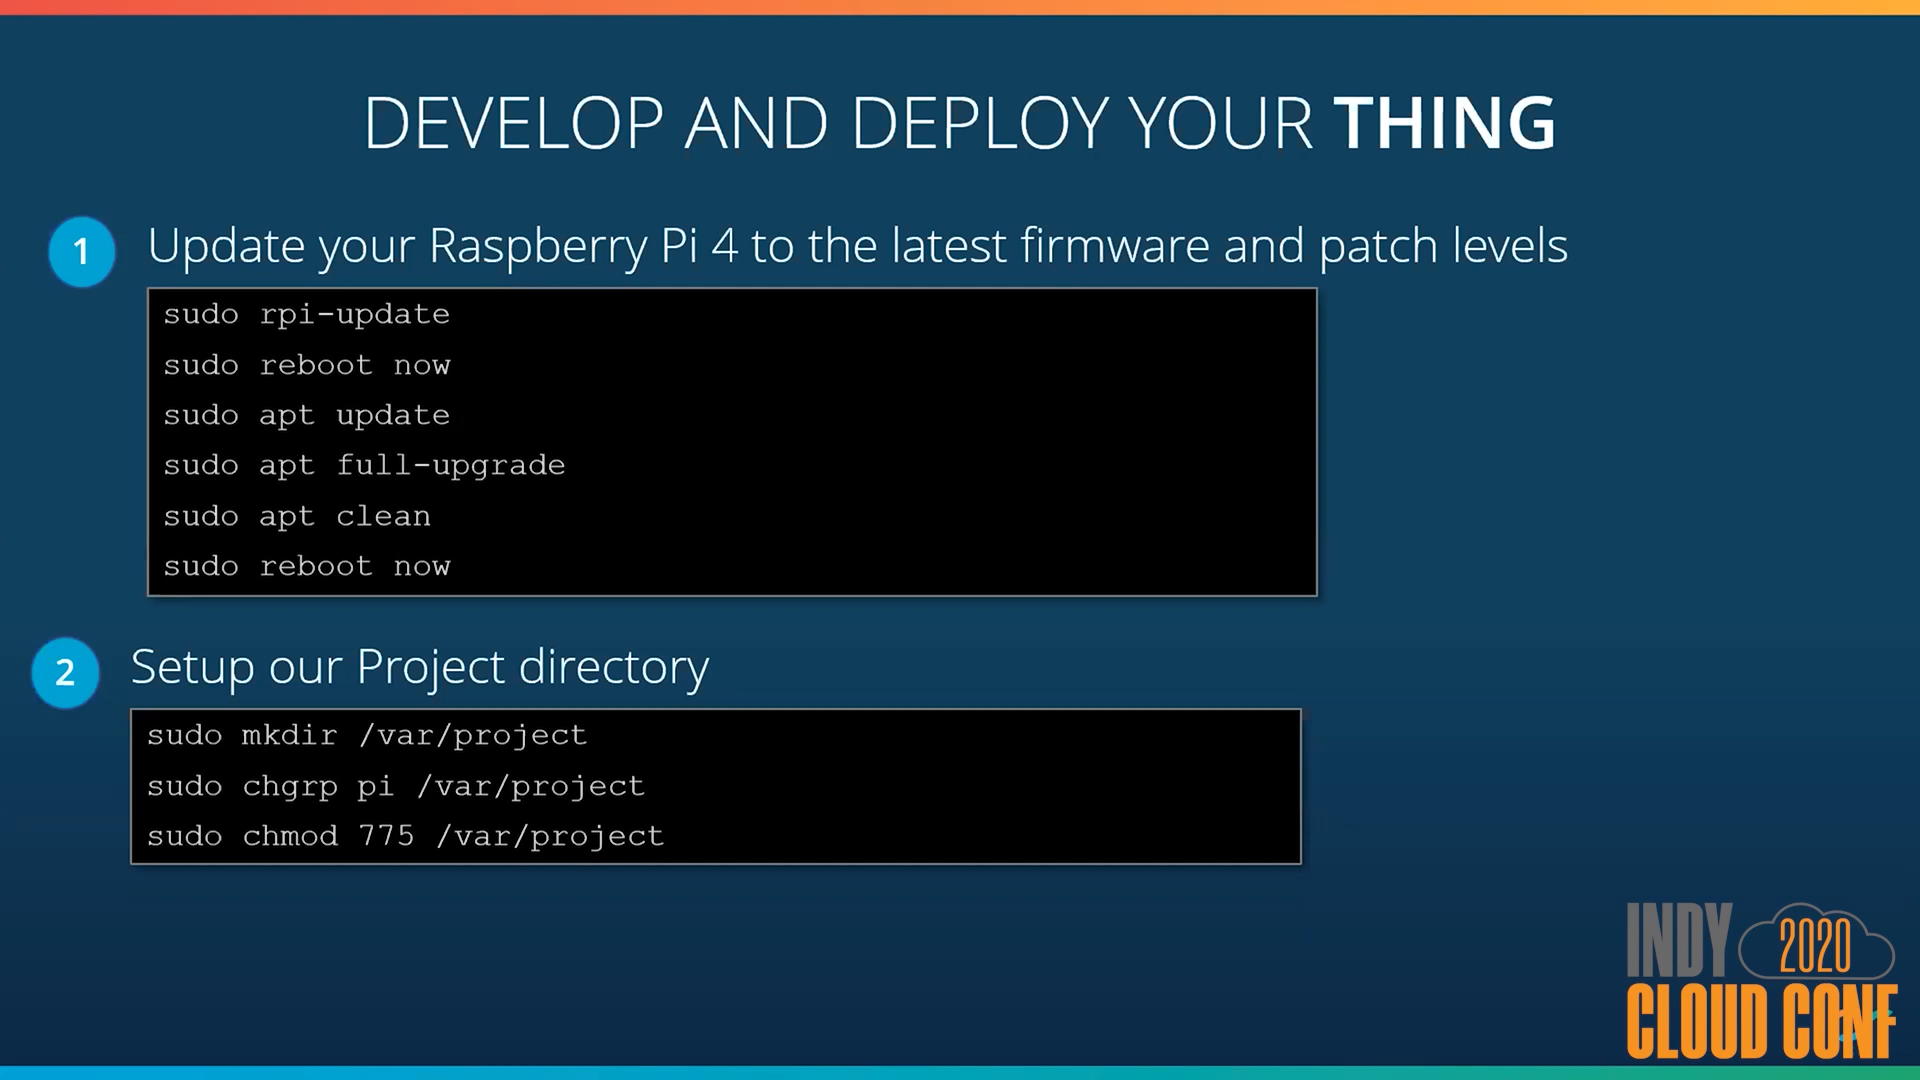 DEVELOP AND DEPLOY YOUR THING
1 Update your Raspberry Pi 4 to the latest firmware and patch levels
sudo rpi-update
sudo reboot now
sudo apt update
sudo apt full-upgrade
sudo apt clean
sudo reboot now
2 Setup our Project directory
sudo mkdir /var/project
sudo chgrp pi /var/project
sudo chmod 775 /var/project
INDY 2020
CLOUD CONF